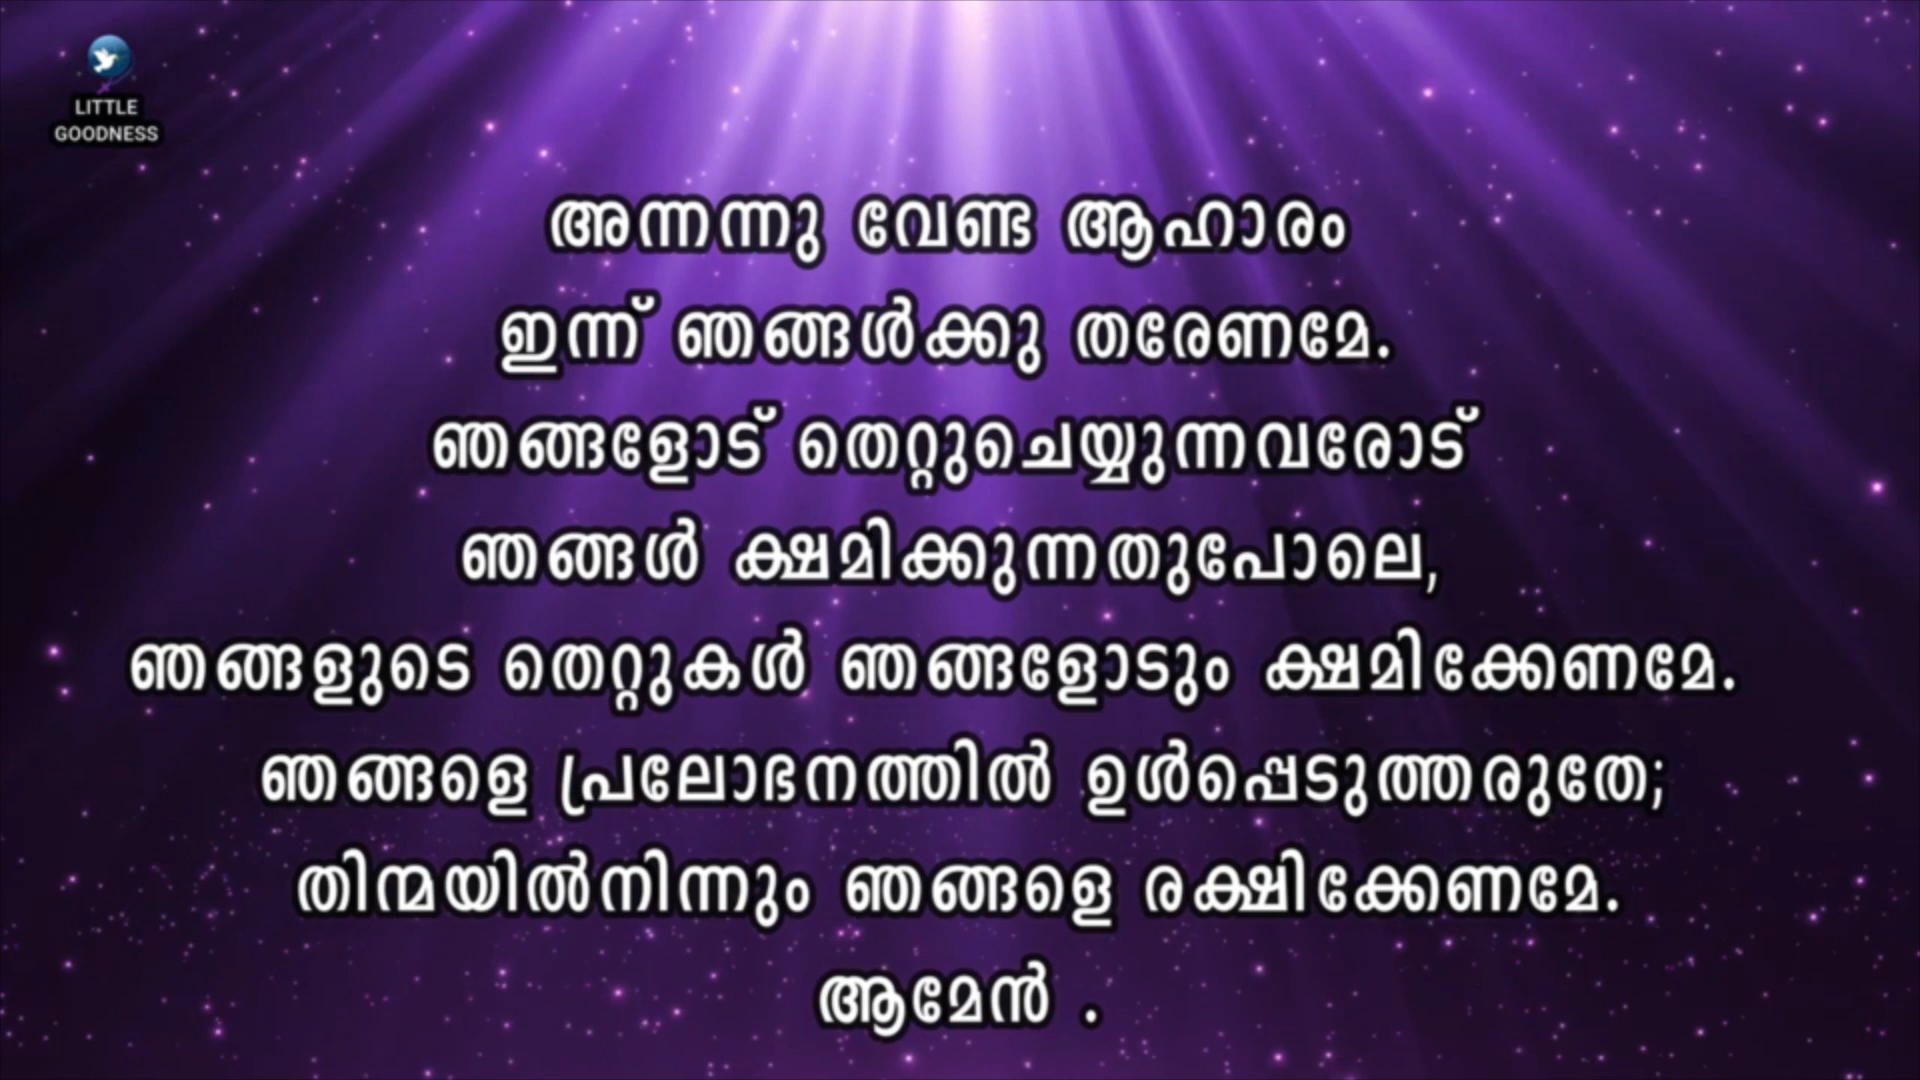 LITTLE
GOODNESS
അന്നന്നു വേണ്ട ആഹാരം
ഇന്ന് ഞങ്ങൾക്കു തരേണമേ.
ഞങ്ങളോട് തെറ്റുചെയ്യുന്നവരോട്
ഞങ്ങൾ ക്ഷമിക്കുന്നതുപോലെ,
ഞങ്ങളുടെ തെറ്റുകൾ ഞങ്ങളോടും ക്ഷമിക്കേണമേ.
ഞങ്ങളെ പ്രലോഭനത്തിൽ ഉൾപ്പെടുത്തരുതേ;
തിന്മയിൽനിന്നും ഞങ്ങളെ രക്ഷിക്കേണമേ.
ആമേൻ .